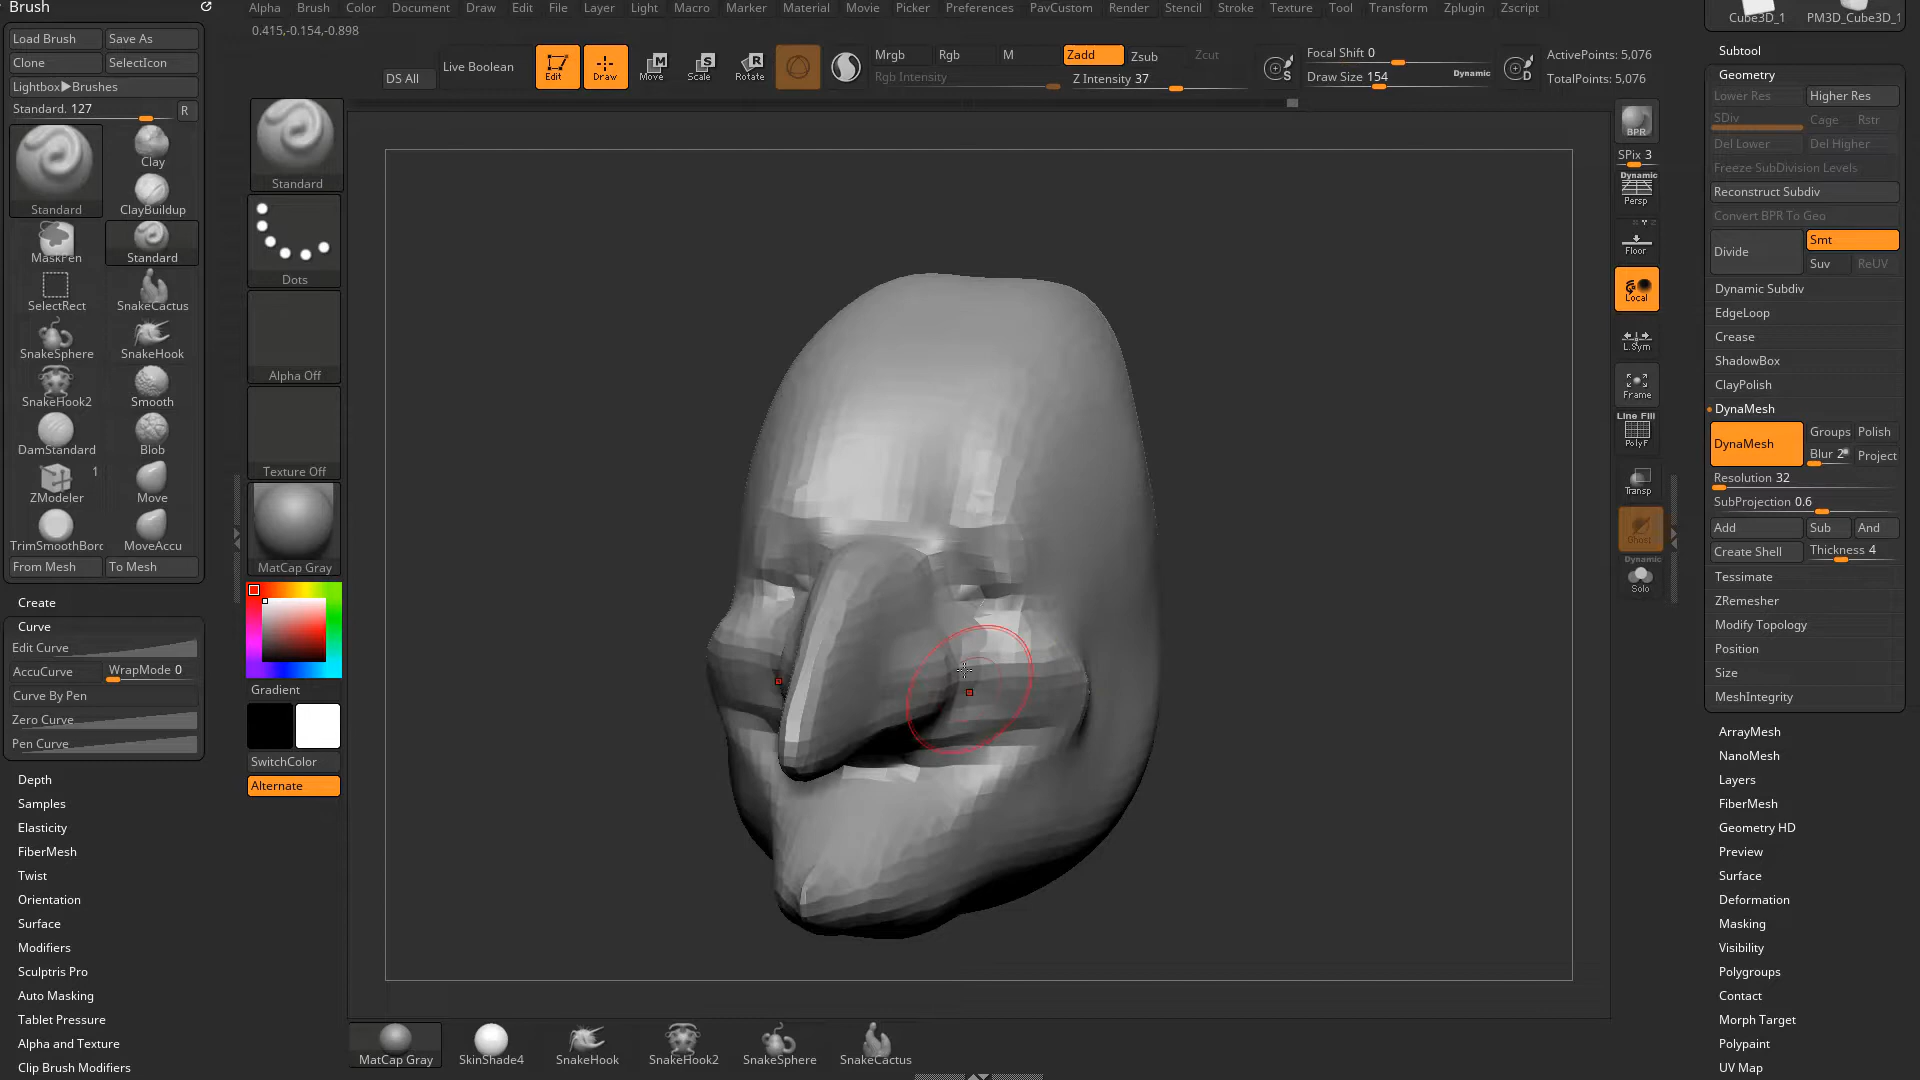 Brush
Alpha Brush Color Document Draw Edit File Layer Light Macro Marker Material Movie Picker Preferences PavCustom Render Stencil Stroke Texture Tool Transform Zplugin Zscript
0.415,-0.154,-0.898
Load Brush Save As
Clone SelectIcon
Lightbox▶Brushes
Standard. 127 R
Standard
Clay
ClayBuildup
MaskPen Standard
SelectRect SnakeCactus
SnakeSphere SnakeHook
SnakeHook2 Smooth
DamStandard Blob
1
ZModeler Move
TrimSmoothBord MoveAccu
From Mesh To Mesh
Create
Curve
Edit Curve
AccuCurve WrapMode 0
Curve By Pen
Zero Curve
Pen Curve
Depth
Samples
Elasticity
FiberMesh
Twist
Orientation
Surface
Modifiers
Sculptris Pro
Auto Masking
Tablet Pressure
Alpha and Texture
Clip Brush Modifiers
DS All
Live Boolean
Edit Draw Move Scale Rotate
Mrgb Rgb M
Rgb Intensity
Zadd Zsub Zcut
Z Intensity 37
S
Focal Shift 0
Draw Size 154 Dynamic
D
ActivePoints: 5,076
TotalPoints: 5,076
Standard
Dots
Alpha Off
Texture Off
MatCap Gray
Gradient
SwitchColor
Alternate
MatCap Gray SkinShade4 SnakeHook SnakeHook2 SnakeSphere SnakeCactus
BPR
SPix 3
Dynamic
Persp
Floor
Local
L.Sym
Frame
Line Fill
PolyF
Transp
Ghost
Dynamic
Solo
Cube3D_1 PM3D_Cube3D_1
Subtool
Geometry
Lower Res Higher Res
SDiv Cage Rstr
Del Lower Del Higher
Freeze SubDivision Levels
Reconstruct Subdiv
Convert BPR To Geo
Divide Smt
Suv ReUV
Dynamic Subdiv
EdgeLoop
Crease
ShadowBox
ClayPolish
DynaMesh
DynaMesh Groups Polish
Blur 2 Project
Resolution 32
SubProjection 0.6
Add Sub And
Create Shell Thickness 4
Tessimate
ZRemesher
Modify Topology
Position
Size
MeshIntegrity
ArrayMesh
NanoMesh
Layers
FiberMesh
Geometry HD
Preview
Surface
Deformation
Masking
Visibility
Polygroups
Contact
Morph Target
Polypaint
UV Map